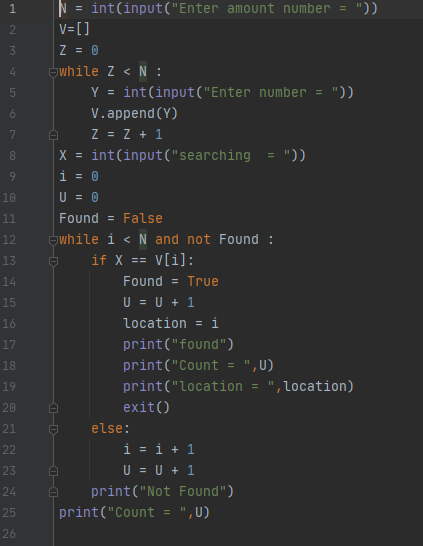 1 N = int(input("Enter amount number = "))
2 V=[]
3 Z = 0
4 while Z < N :
5     Y = int(input("Enter number = "))
6     V.append(Y)
7     Z = Z + 1
8 X = int(input("searching  = "))
9 i = 0
10 U = 0
11 Found = False
12 while i < N and not Found :
13     if X == V[i]:
14         Found = True
15         U = U + 1
16         location = i
17         print("found")
18         print("Count = ",U)
19         print("location = ",location)
20         exit()
21     else:
22         i = i + 1
23         U = U + 1
24     print("Not Found")
25 print("Count = ",U)
26